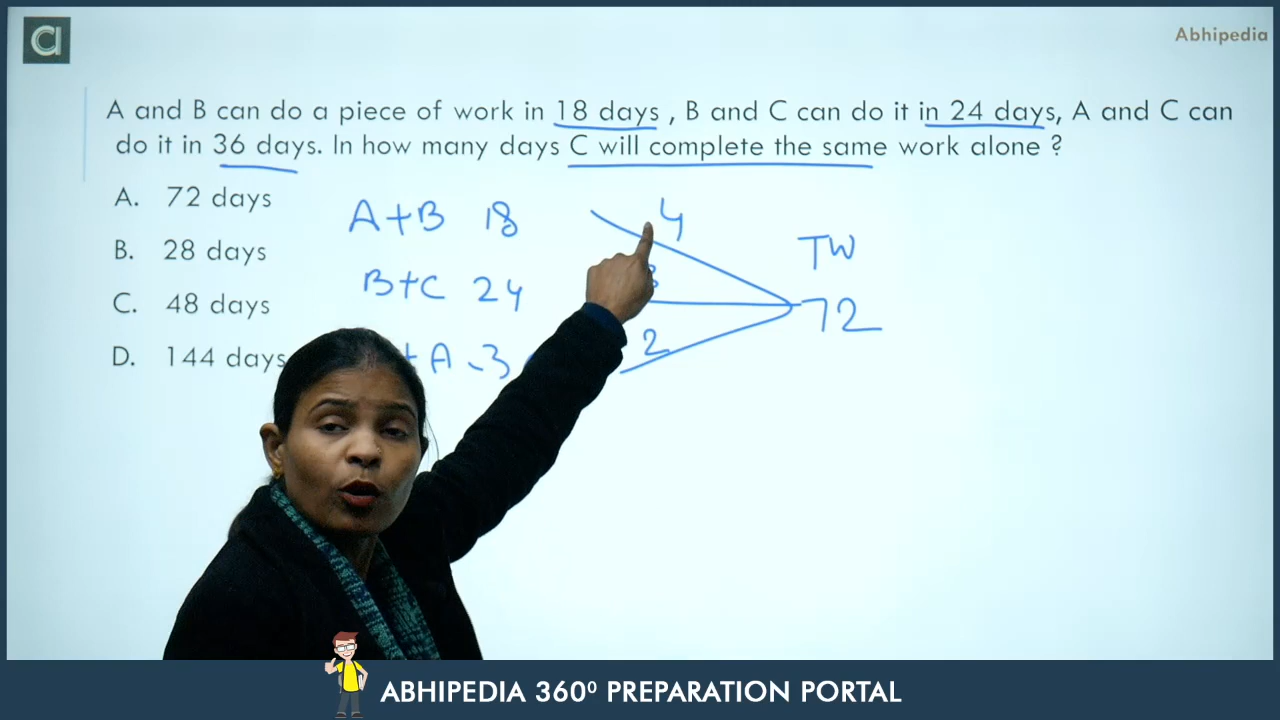 Abhipedia
A and B can do a piece of work in 18 days , B and C can do it in 24 days, A and C can
do it in 36 days. In how many days C will complete the same work alone ?
A. 72 days
B. 28 days
C. 48 days
D. 144 days
A+B 18 4
TW
B+C 24
72
+ A 3 2
ABHIPEDIA 360⁰ PREPARATION PORTAL